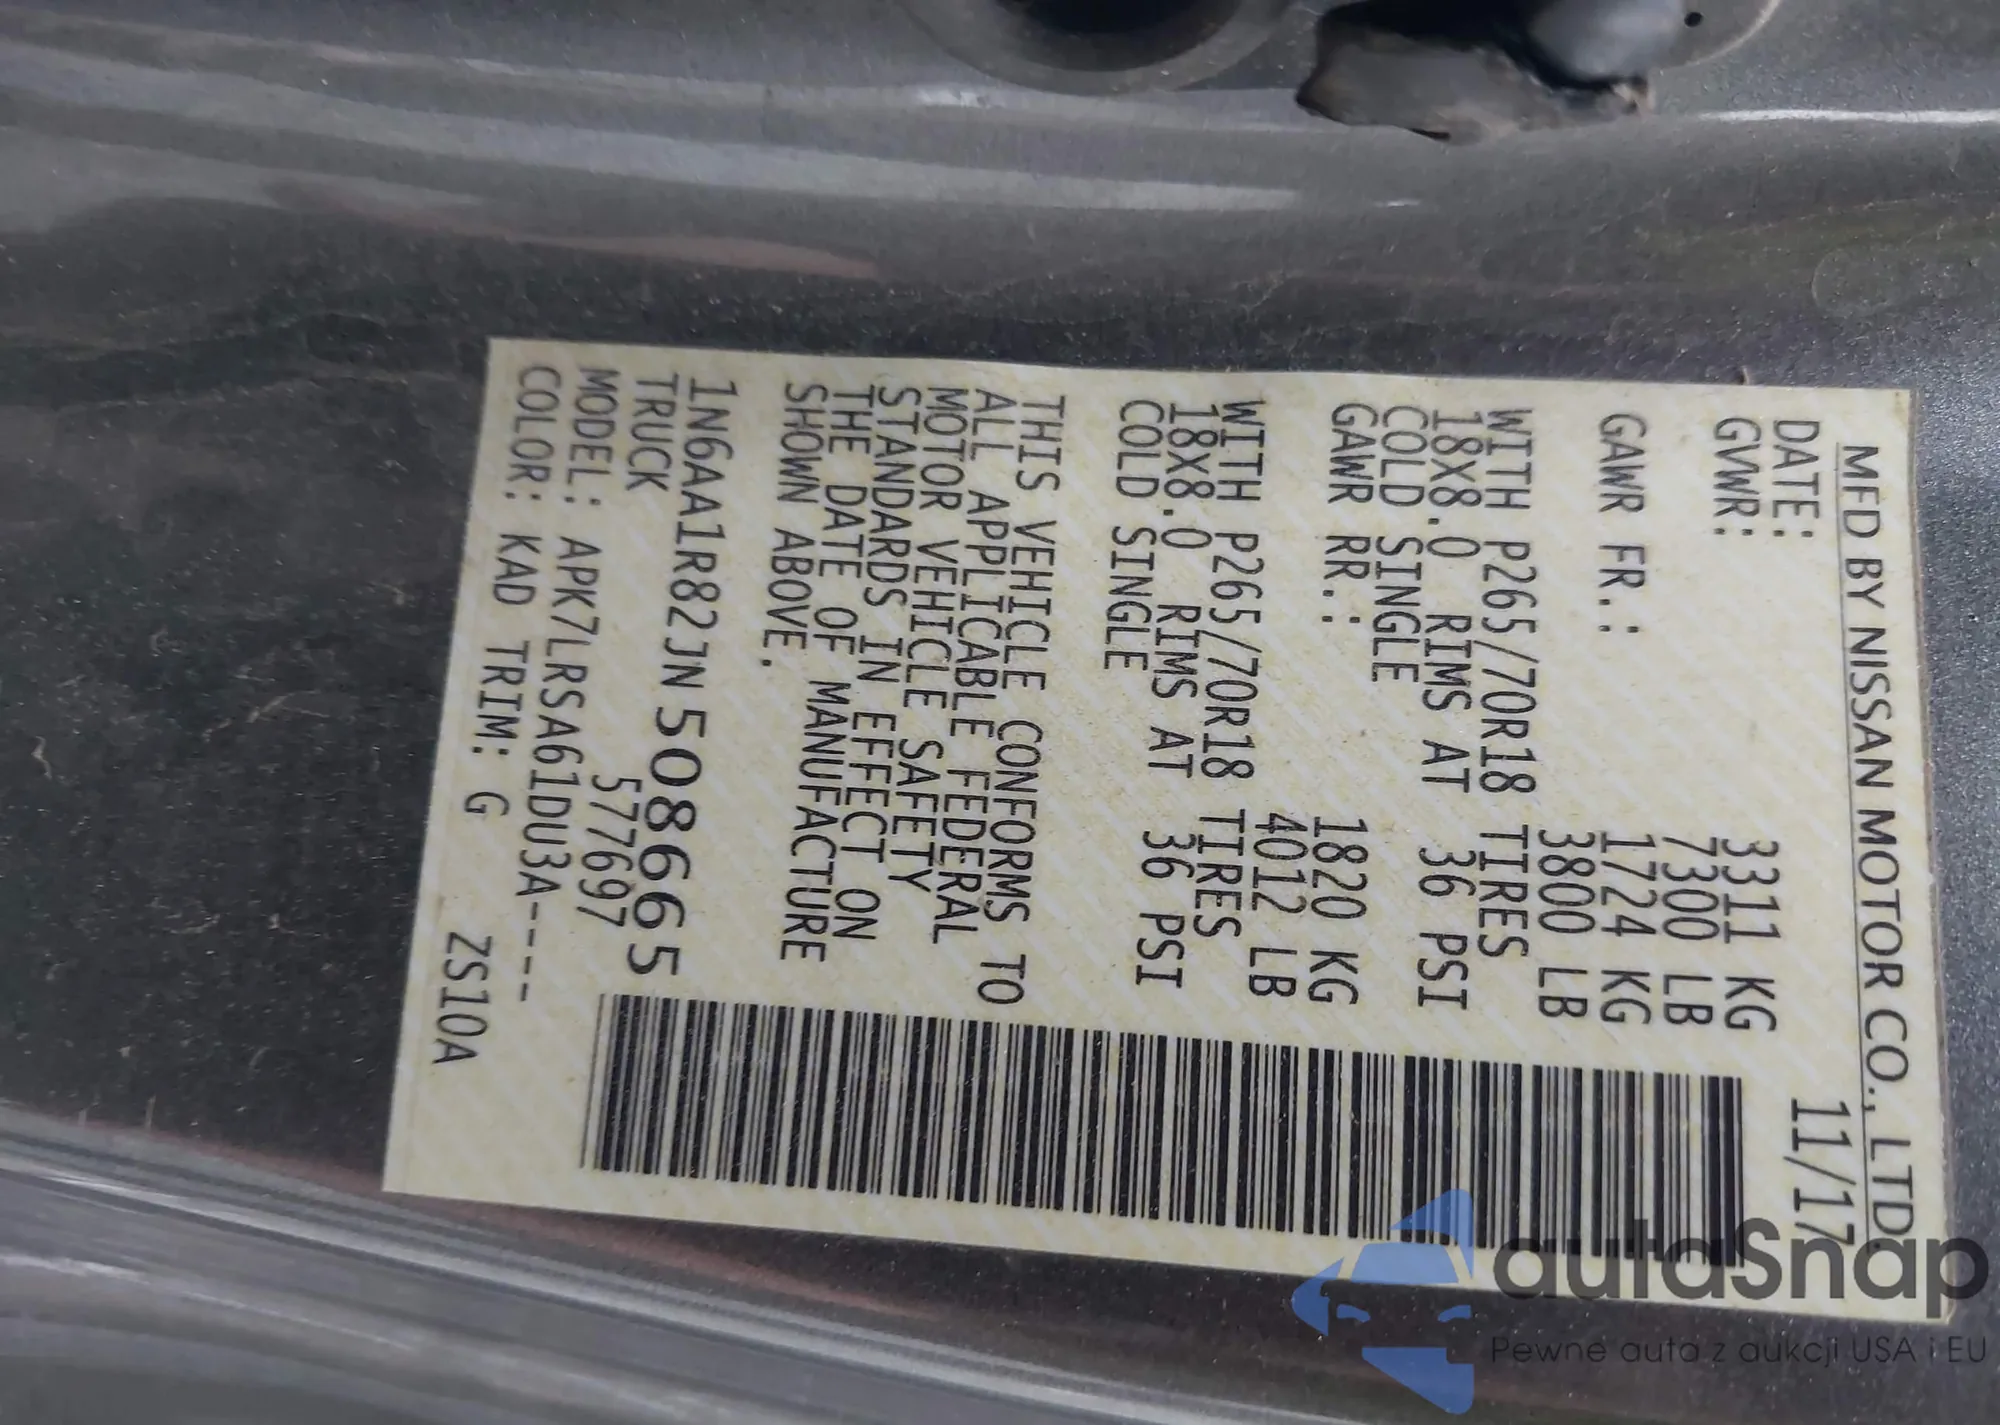 MFD BY NISSAN MOTOR CO., LTD
DATE: 11/17
GVWR: 3311 KG
7300 LB
GAWR FR.: 1724 KG
3800 LB
WITH P265/70R18 TIRES
18X8.0 RIMS AT 36 PSI
COLD SINGLE
GAWR RR.: 1820 KG
4012 LB
WITH P265/70R18 TIRES
18X8.0 RIMS AT 36 PSI
COLD SINGLE
THIS VEHICLE CONFORMS TO
ALL APPLICABLE FEDERAL
MOTOR VEHICLE SAFETY
STANDARDS IN EFFECT ON
THE DATE OF MANUFACTURE
SHOWN ABOVE.
1N6AA1R82JN508665
TRUCK 577697
MODEL: APK7LRSA61DU3A----
COLOR: KAD TRIM: G ZS10A
autaSnap
Pewne auta z aukcji USA i EU